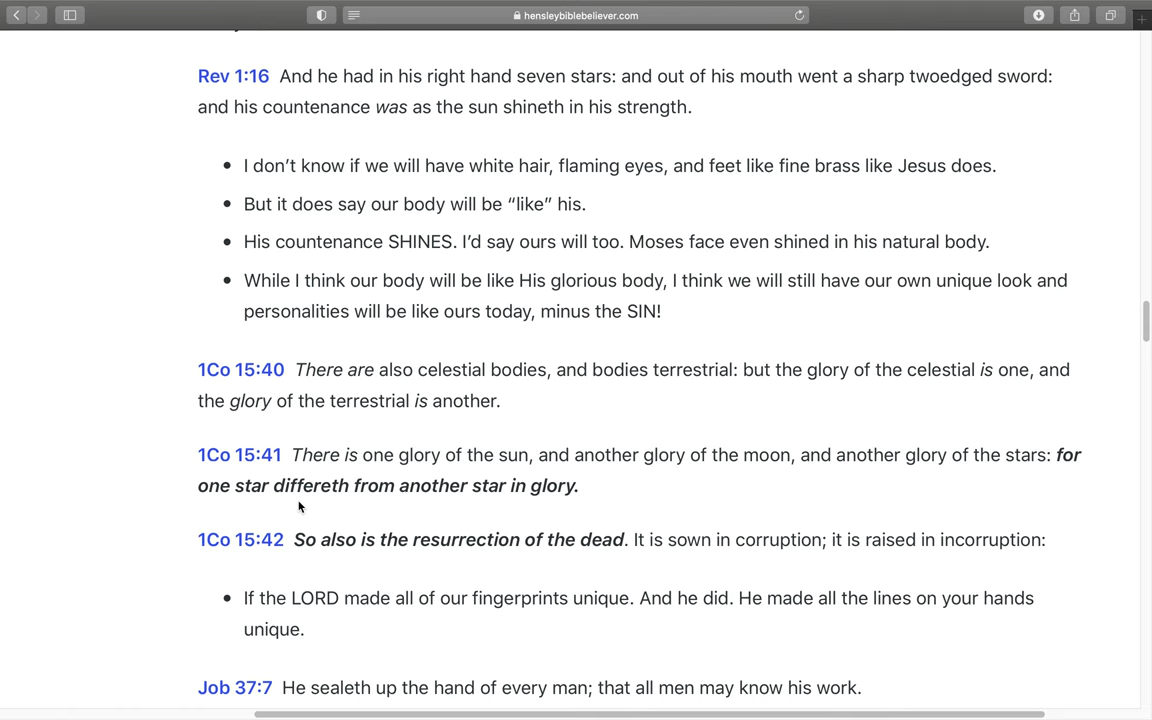 hensleybiblebeliever.com
Rev 1:16 And he had in his right hand seven stars: and out of his mouth went a sharp twoedged sword:
and his countenance was as the sun shineth in his strength.
• I don’t know if we will have white hair, flaming eyes, and feet like fine brass like Jesus does.
• But it does say our body will be “like” his.
• His countenance SHINES. I’d say ours will too. Moses face even shined in his natural body.
• While I think our body will be like His glorious body, I think we will still have our own unique look and
personalities will be like ours today, minus the SIN!
1Co 15:40 There are also celestial bodies, and bodies terrestrial: but the glory of the celestial is one, and
the glory of the terrestrial is another.
1Co 15:41 There is one glory of the sun, and another glory of the moon, and another glory of the stars: for
one star differeth from another star in glory.
1Co 15:42 So also is the resurrection of the dead. It is sown in corruption; it is raised in incorruption:
• If the LORD made all of our fingerprints unique. And he did. He made all the lines on your hands
unique.
Job 37:7 He sealeth up the hand of every man; that all men may know his work.